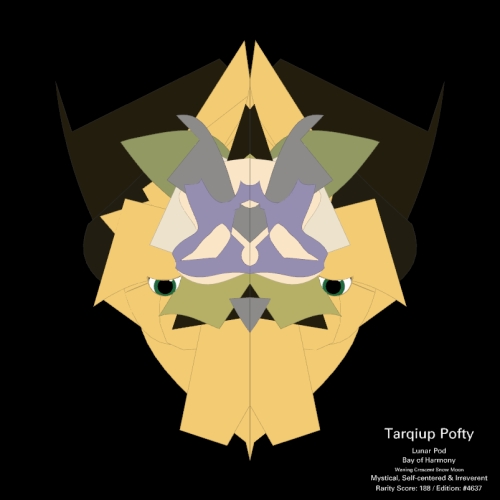 Tarqiup Pofty
Lunar Pod
Bay of Harmony
Waning Crescent Snow Moon
Mystical, Self-centered & Irreverent
Rarity Score: 188 / Edition: #4637